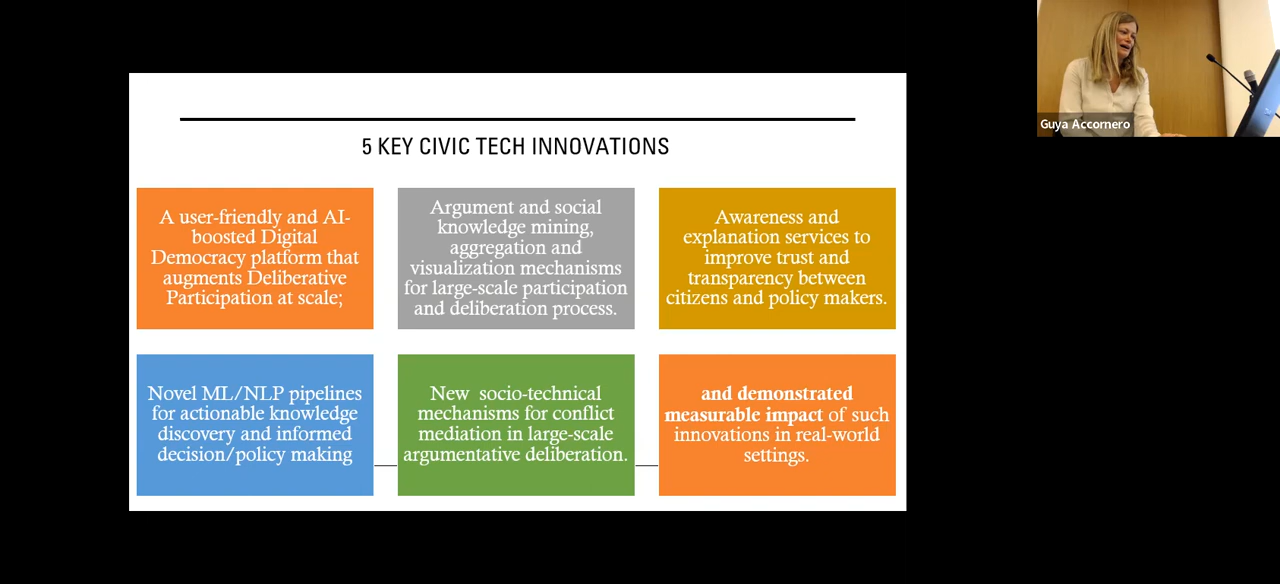 5 KEY CIVIC TECH INNOVATIONS
A user-friendly and AI-
boosted Digital
Democracy platform that
augments Deliberative
Participation at scale;
Argument and social
knowledge mining,
aggregation and
visualization mechanisms
for large-scale participation
and deliberation process.
Awareness and
explanation services to
improve trust and
transparency between
citizens and policy makers.
Novel ML/NLP pipelines
for actionable knowledge
discovery and informed
decision/policy making
New socio-technical
mechanisms for conflict
mediation in large-scale
argumentative deliberation.
and demonstrated
measurable impact of such
innovations in real-world
settings.
Guya Accornero